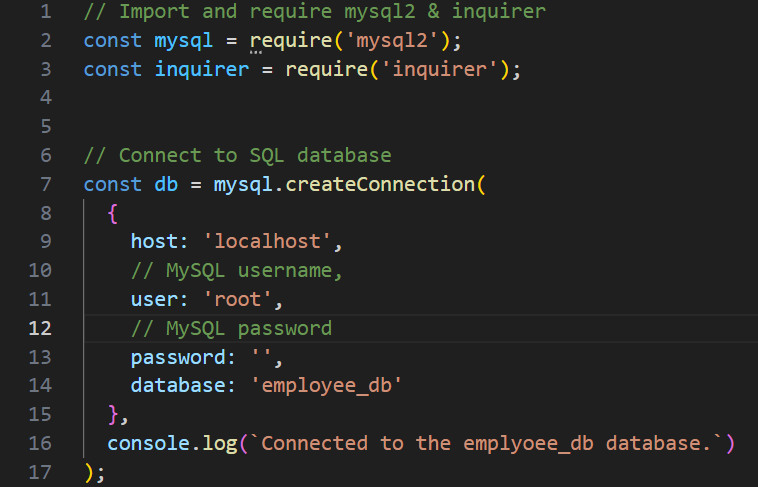 1 // Import and require mysql2 & inquirer
2 const mysql = require('mysql2');
3 const inquirer = require('inquirer');
4
5
6 // Connect to SQL database
7 const db = mysql.createConnection(
8 {
9 host: 'localhost',
10 // MySQL username,
11 user: 'root',
12 // MySQL password
13 password: '',
14 database: 'employee_db'
15 },
16 console.log(`Connected to the emplyoee_db database.`)
17 );